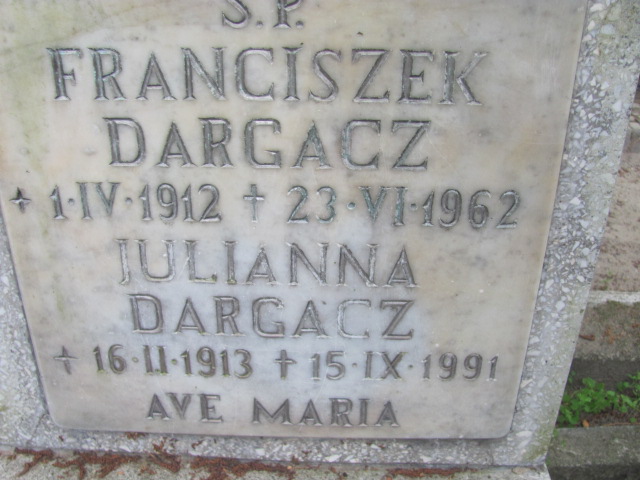 S.P.
FRANCISZEK
DARGACZ
1·IV·1912 † 23·VI·1962
JULIANNA
DARGACZ
16·II·1913 † 15·IX·1991
AVE MARIA